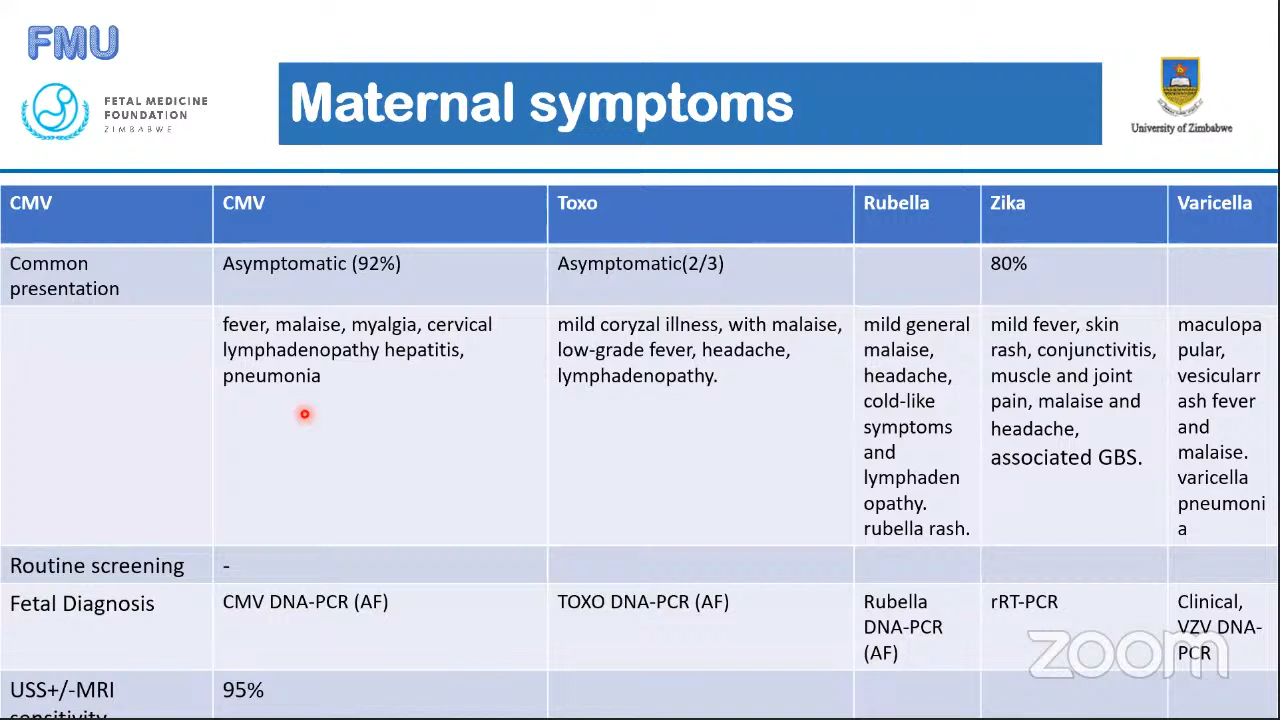 FMU
FETAL MEDICINE
FOUNDATION
ZIMBABWE
Maternal symptoms
University of Zimbabwe
CMV
CMV
Toxo
Rubella
Zika
Varicella
Common
presentation
Asymptomatic (92%)
Asymptomatic(2/3)
80%
fever, malaise, myalgia, cervical
lymphadenopathy hepatitis,
pneumonia
mild coryzal illness, with malaise,
low-grade fever, headache,
lymphadenopathy.
mild general
malaise,
headache,
cold-like
symptoms
and
lymphaden
opathy.
rubella rash.
mild fever, skin
rash, conjunctivitis,
muscle and joint
pain, malaise and
headache,
associated GBS.
maculopa
pular,
vesicularr
ash fever
and
malaise.
varicella
pneumoni
a
Routine screening
-
Fetal Diagnosis
CMV DNA-PCR (AF)
TOXO DNA-PCR (AF)
Rubella
DNA-PCR
(AF)
rRT-PCR
Clinical,
VZV DNA-
PCR
zoom
USS+/-MRI
sensitivity
95%